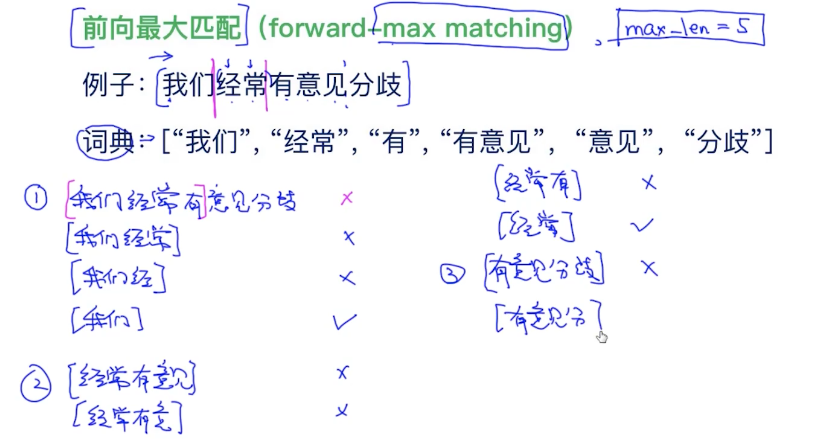 前向最大匹配 (forward-max matching), max_len = 5
例子：我们经常有意见分歧
词典：[“我们”, “经常”, “有”, “有意见”, “意见”, “分歧”]
① [我们经常有]意见分歧 ×
[我们经常] ×
[我们经] ×
[我们] ✓
② [经常有意见] ×
[经常有意] ×
[经常有] ×
[经常] ✓
③ [有意见分歧] ×
[有意见分]